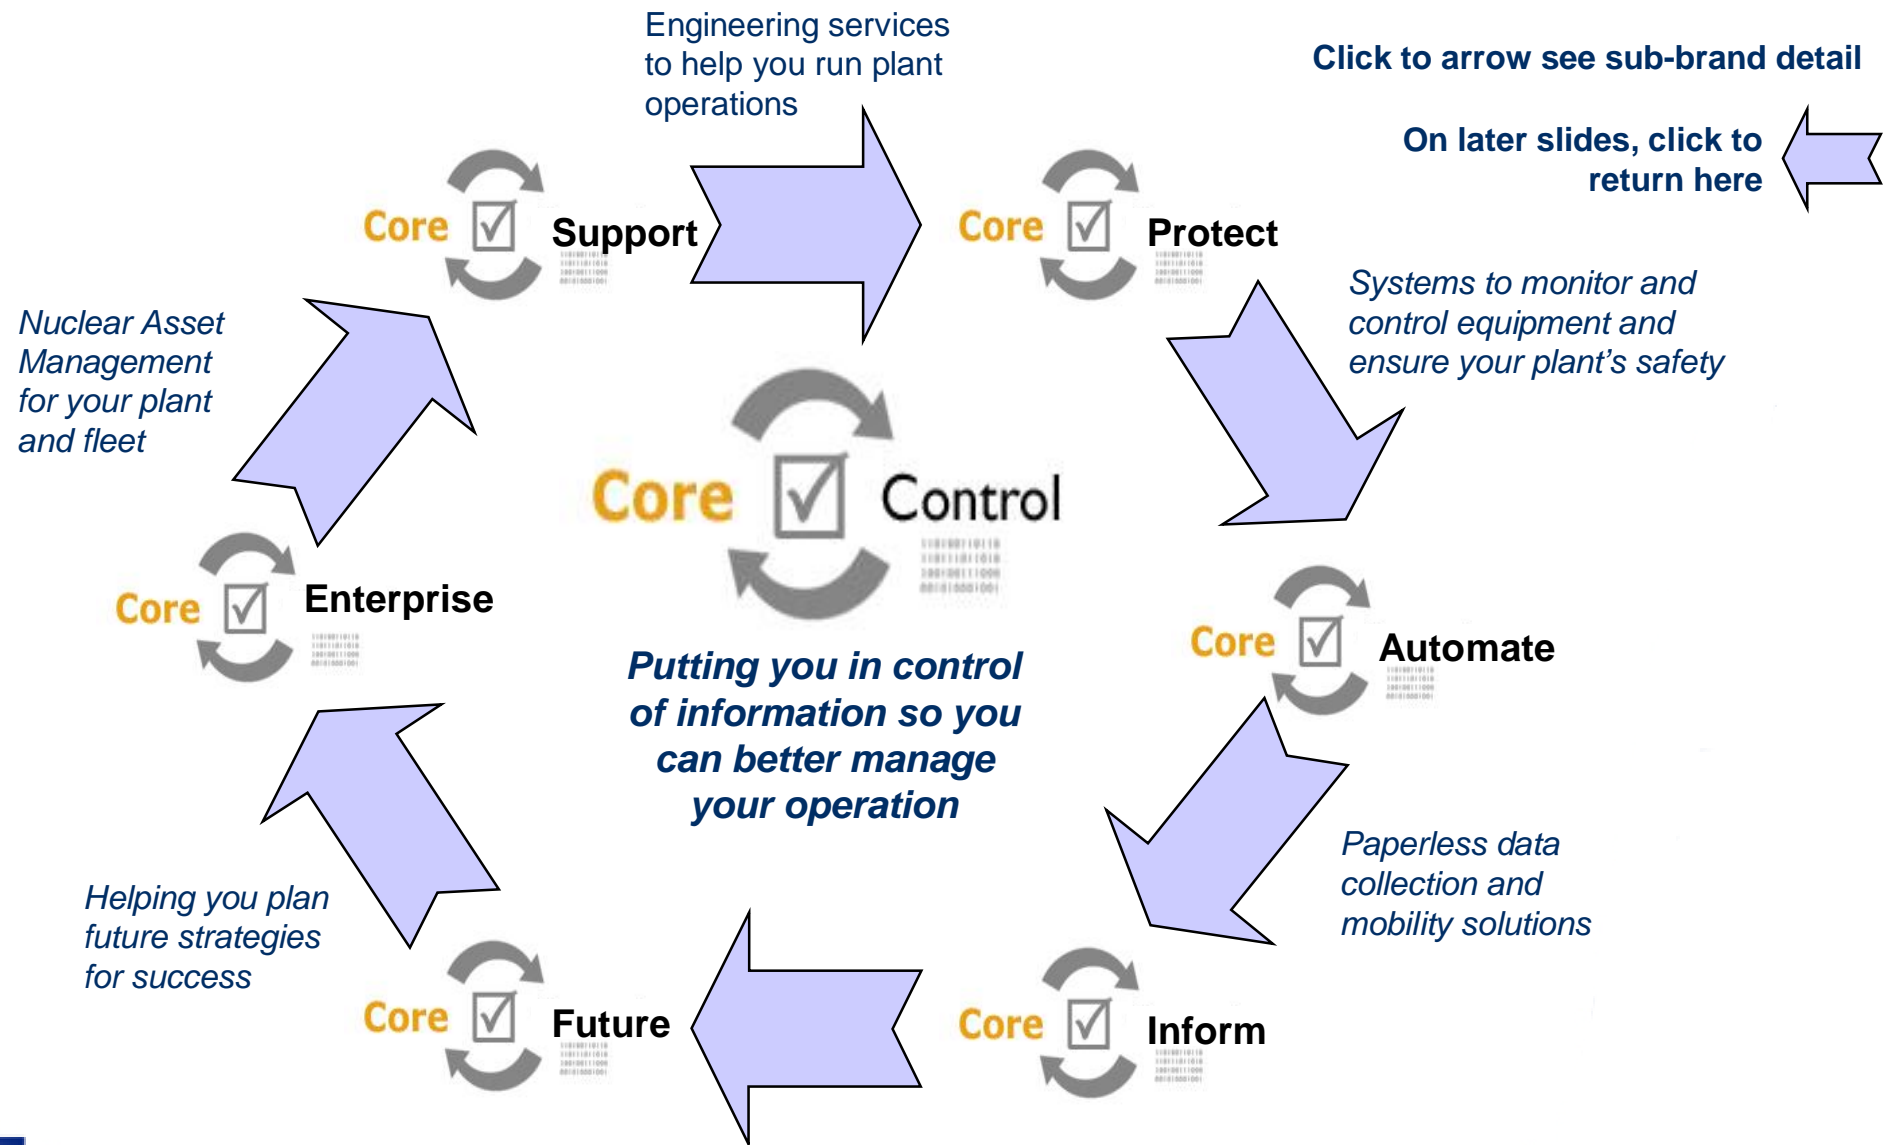 Engineering services
to help you run plant
operations
Click to arrow see sub-brand detail
On later slides, click to
return here
Core Support
Core Protect
Systems to monitor and
control equipment and
ensure your plant’s safety
Nuclear Asset
Management
for your plant
and fleet
Core Control
Core Enterprise
Core Automate
Putting you in control
of information so you
can better manage
your operation
Paperless data
collection and
mobility solutions
Helping you plan
future strategies
for success
Core Future
Core Inform